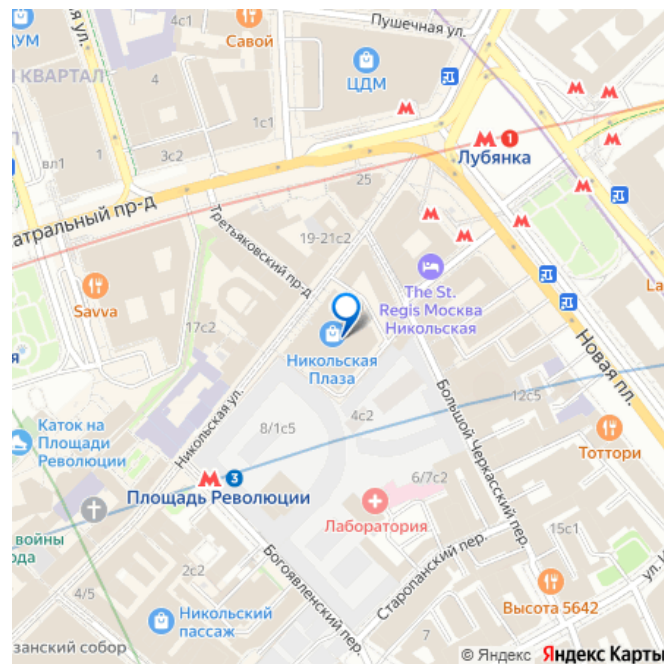 Пушечная ул.
4с2
Савой
ЦУМ
ЦДМ
КВАРТАЛ
4
1с1
1
Лубянка
3с2
вл1
25
атральный пр-д
Третьяковский пр-д
19-21с2
The St.
Regis Москва
Никольская
Savva
17с2
Никольская
Плаза
Новая пл.
Никольская ул.
Большой Черкасский пер.
12с5
4с2
8/1с5
Каток на
Площади
Революции
Тоттори
3
Площадь Революции
6/7с2
Лаборатория
войны
ода
15с1
Старопанский пер.
Богоявленский пер.
2с2
4/5
Высота 5642
Никольский
пассаж
7
занский собор
© Яндекс Яндекс Карты